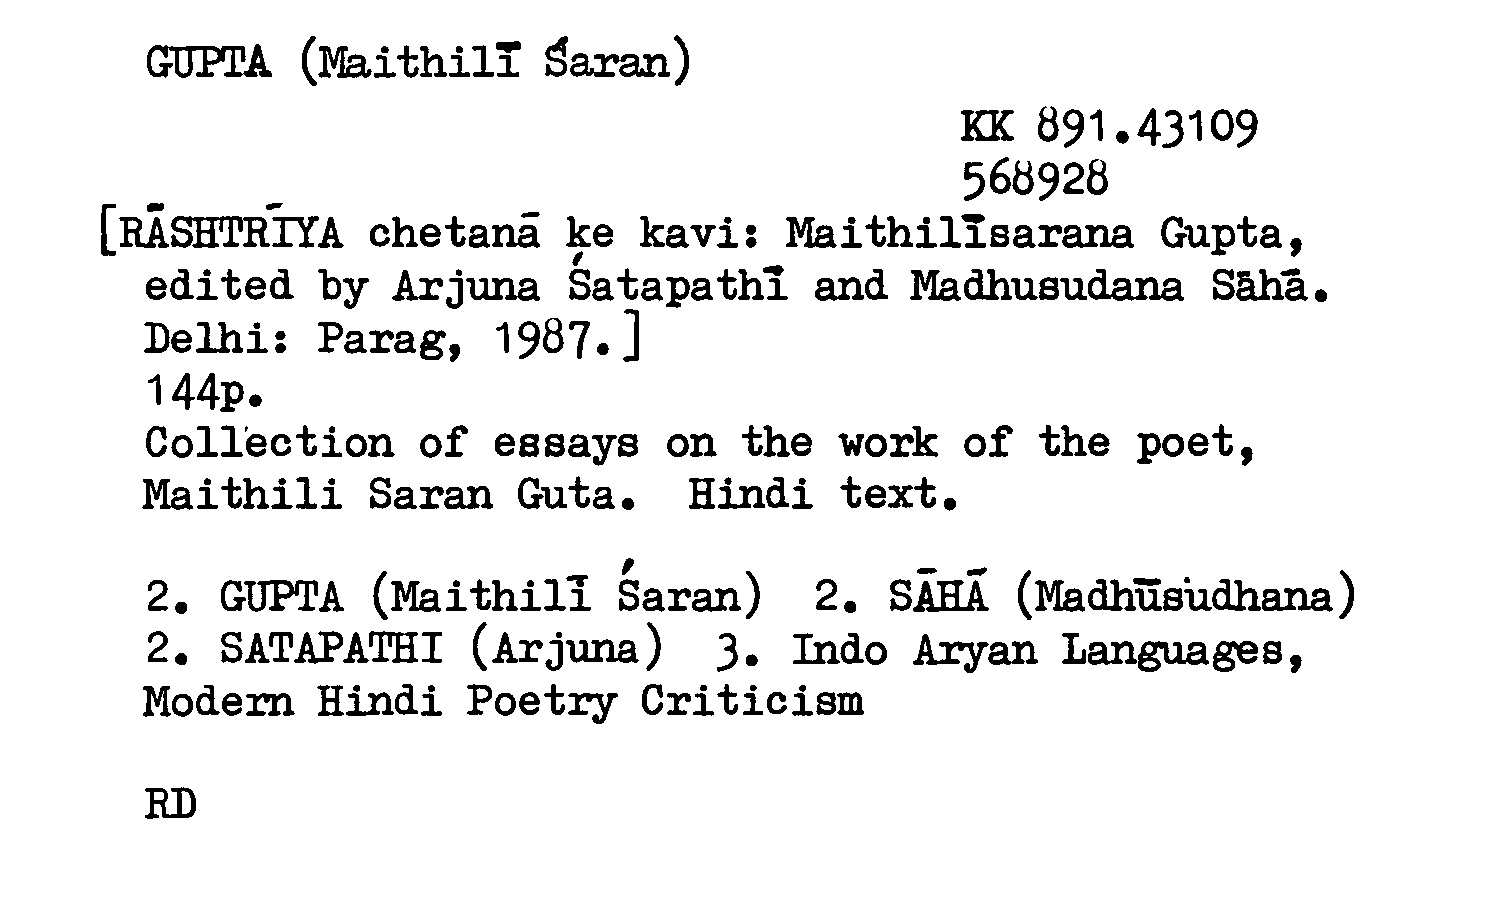 GUPTA (Maithilī Śaran)
KK 891.43109
568928
[RĀSHTRĪYA chetanā ke kavi: Maithilīsarana Gupta,
edited by Arjuna Śatapathī and Madhusudana Sāhā.
Delhi: Parag, 1987.]
144p.
Collection of essays on the work of the poet,
Maithili Saran Guta. Hindi text.
2. GUPTA (Maithilī Śaran) 2. SĀHĀ (Madhūsudhana)
2. SATAPATHI (Arjuna) 3. Indo Aryan Languages,
Modern Hindi Poetry Criticism
RD